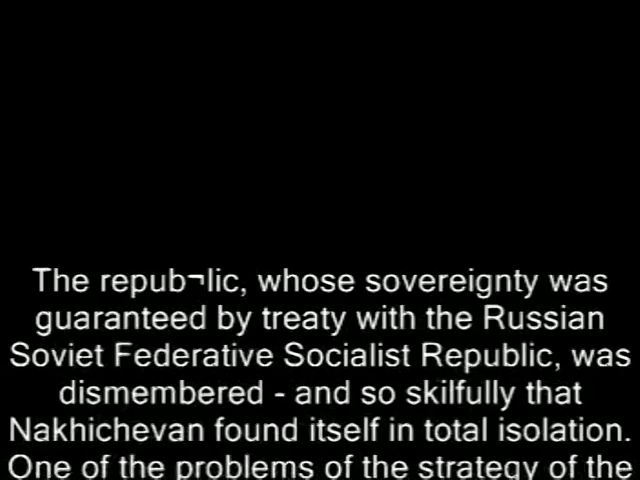 The repub¬lic, whose sovereignty was
guaranteed by treaty with the Russian
Soviet Federative Socialist Republic, was
dismembered - and so skilfully that
Nakhichevan found itself in total isolation.
One of the problems of the strategy of the